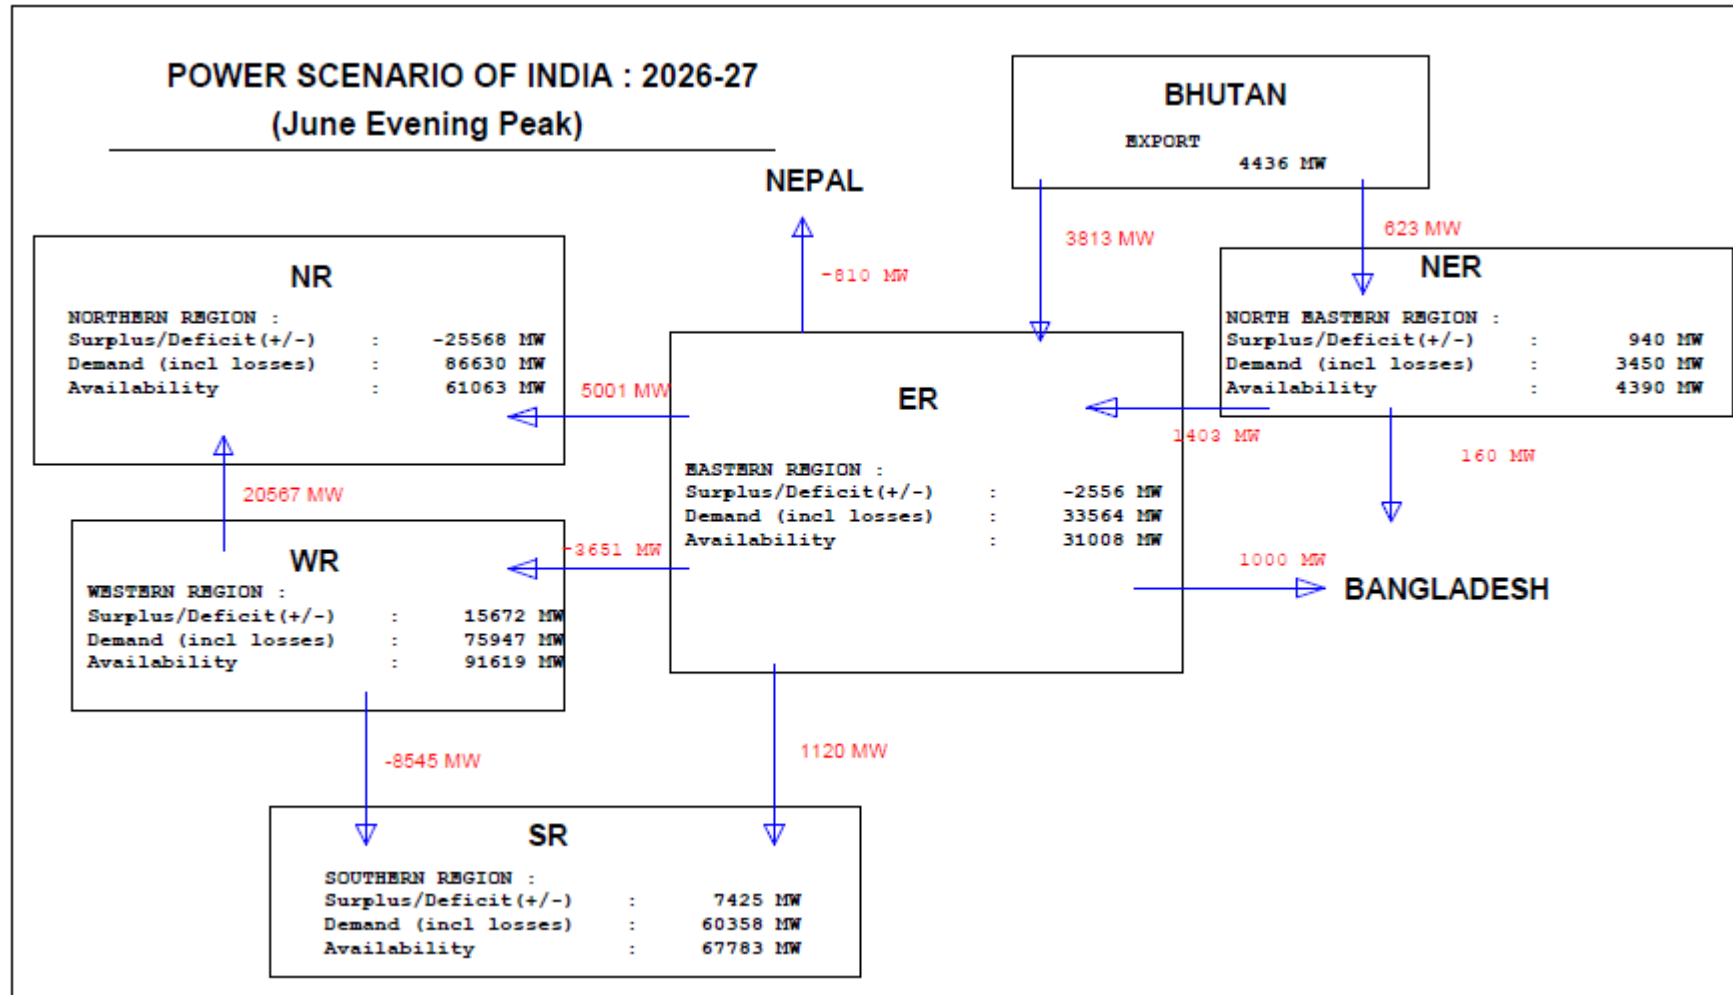 POWER SCENARIO OF INDIA : 2026-27
(June Evening Peak)
BHUTAN
EXPORT
4436 MW
NEPAL
-810 MW
3813 MW
623 MW
NR
NORTHERN REGION :
Surplus/Deficit(+/-) : -25568 MW
Demand (incl losses) : 86630 MW
Availability : 61063 MW
NER
NORTH EASTERN REGION :
Surplus/Deficit(+/-) : 940 MW
Demand (incl losses) : 3450 MW
Availability : 4390 MW
5001 MW
ER
EASTERN REGION :
Surplus/Deficit(+/-) : -2556 MW
Demand (incl losses) : 33564 MW
Availability : 31008 MW
1403 MW
160 MW
20567 MW
-3651 MW
1000 MW
BANGLADESH
WR
WESTERN REGION :
Surplus/Deficit(+/-) : 15672 MW
Demand (incl losses) : 75947 MW
Availability : 91619 MW
-8545 MW
1120 MW
SR
SOUTHERN REGION :
Surplus/Deficit(+/-) : 7425 MW
Demand (incl losses) : 60358 MW
Availability : 67783 MW